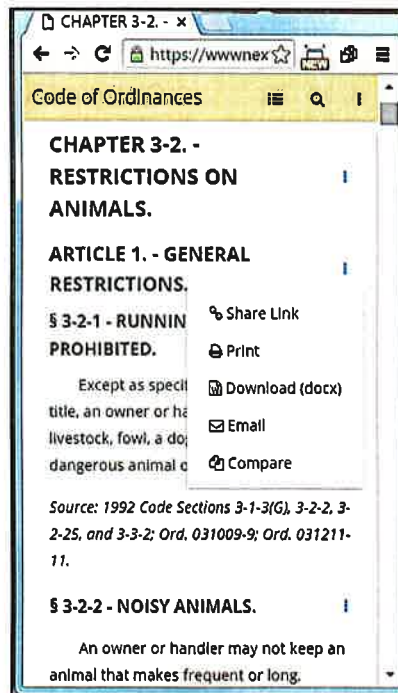 CHAPTER 3-2. - ×
https://wwwnex
NEW
Code of Ordinances
CHAPTER 3-2. -
RESTRICTIONS ON
ANIMALS.
ARTICLE 1. - GENERAL
RESTRICTIONS.
§ 3-2-1 - RUNNIN
PROHIBITED.
Share Link
Print
Download (docx)
Email
Compare
Except as specif
title, an owner or ha
livestock, fowl, a do
dangerous animal o
Source: 1992 Code Sections 3-1-3(G), 3-2-2, 3-
2-25, and 3-3-2; Ord. 031009-9; Ord. 031211-
11.
§ 3-2-2 - NOISY ANIMALS.
An owner or handler may not keep an
animal that makes frequent or long,